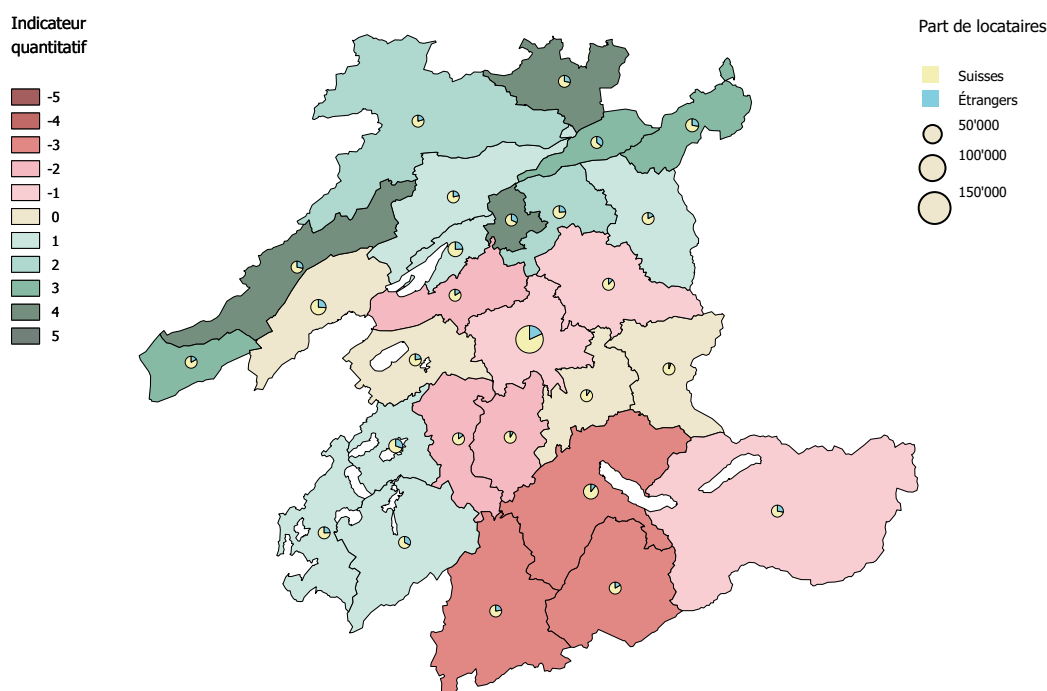 Indicateur
quantitatif
-5
-4
-3
-2
-1
0
1
2
3
4
5
Part de locataires
Suisses
Étrangers
50'000
100'000
150'000